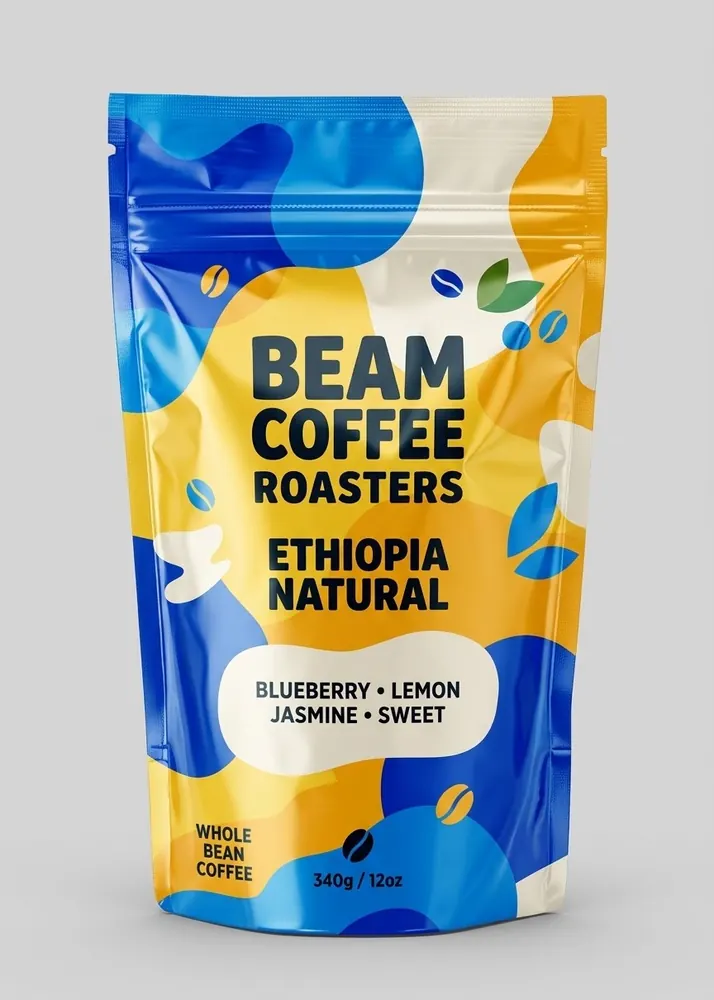 BEAM
COFFEE
ROASTERS
ETHIOPIA
NATURAL
BLUEBERRY • LEMON
JASMINE • SWEET
WHOLE
BEAN
COFFEE
340g / 12oz